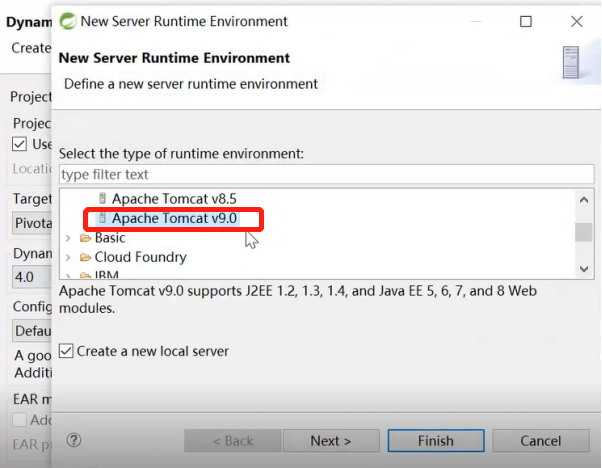 Dynam
New Server Runtime Environment
Create
New Server Runtime Environment
Define a new server runtime environment
Project
Projec
Use
Locatio
Select the type of runtime environment:
type filter text
Target
Pivota
Apache Tomcat v8.5
Apache Tomcat v9.0
Basic
Cloud Foundry
IBM
Dynam
4.0
Apache Tomcat v9.0 supports J2EE 1.2, 1.3, 1.4, and Java EE 5, 6, 7, and 8 Web
modules.
Config
Defau
Create a new local server
A goo
Additi
EAR m
Add
EAR p
?
< Back
Next >
Finish
Cancel